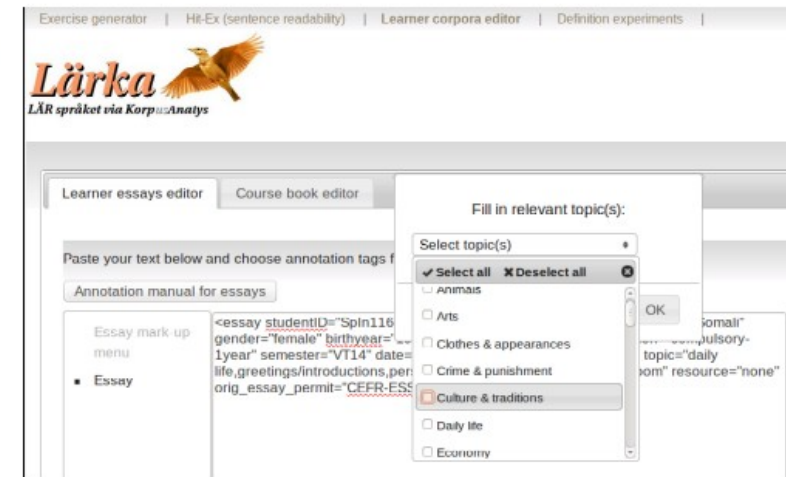 Exercise generator | Hit-Ex (sentence readability) | Learner corpora editor | Definition experiments |
Lärka
LÄR språket via KorpusAnatys
Learner essays editor Course book editor
Fill in relevant topic(s):
Select topic(s)
Paste your text below and choose annotation tags f
Select all Deselect all
Annotation manual for essays
Animals
Arts
OK
Clothes & appearances
Crime & punishment
Culture & traditions
Daily life
Economy
Essay mark up
menu
Essay
<essay studentID="SpIn116 Somali"
gender="female" birthyear= compulsory-
1year" semester="VT14" date= topic="daily
life,greetings/introductions,per oom" resource="none"
orig_essay_permit="CEFR-ESS